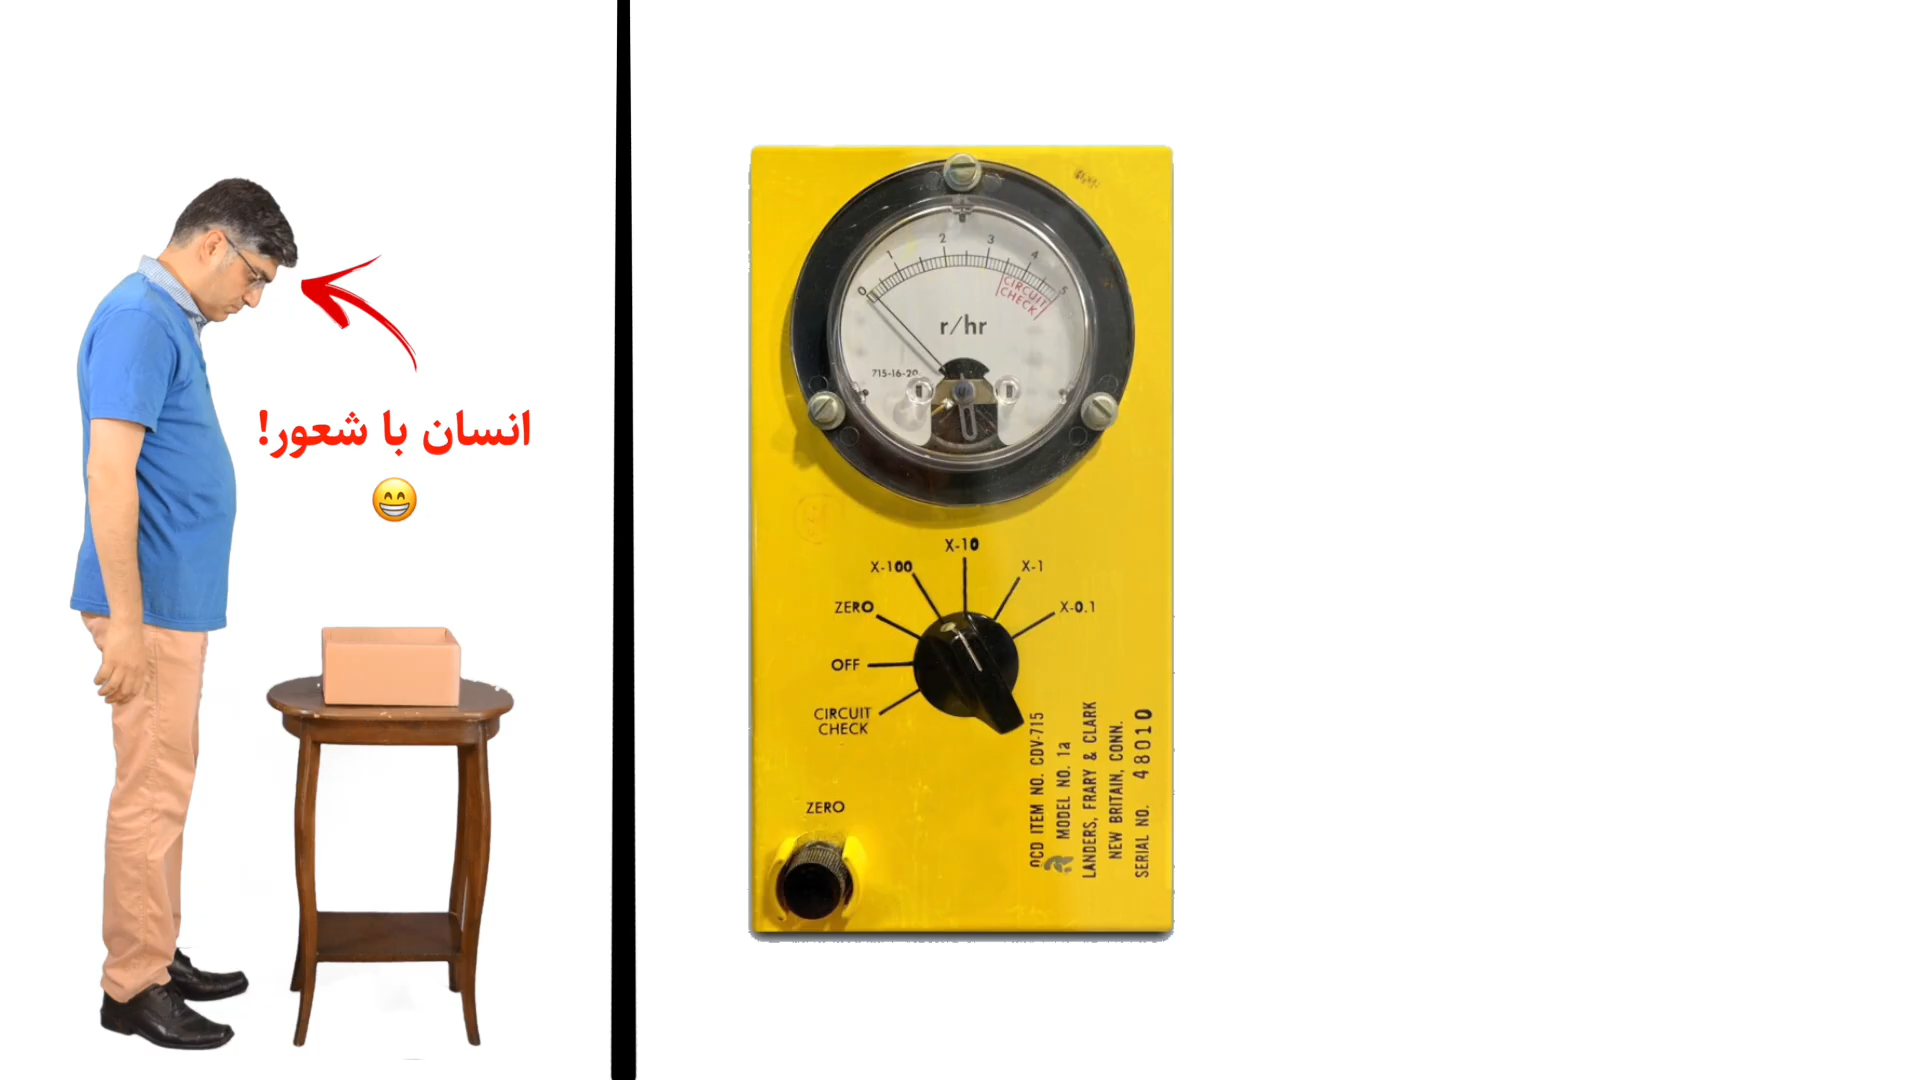 انسان با شعور!
0 1 2 3 4 5
CIRCUIT
CHECK
r/hr
715-16-20
X-10
X-100
X-1
ZERO
X-0.1
OFF
CIRCUIT
CHECK
ZERO
OCD ITEM NO. CDV-715
MODEL NO. 1a
LANDERS, FRARY & CLARK
NEW BRITAIN, CONN.
SERIAL NO. 48010